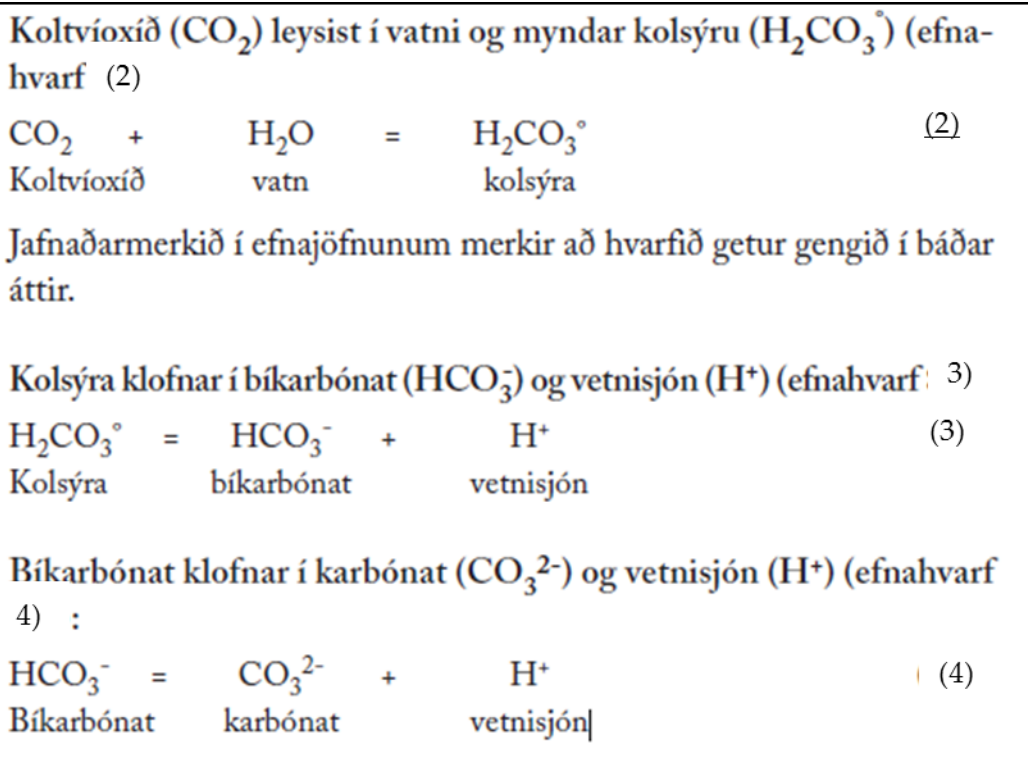 Koltvíoxíð (CO₂) leysist í vatni og myndar kolsýru (H₂CO₃°) (efna-
hvarf (2)
CO₂ + H₂O = H₂CO₃° (2)
Koltvíoxíð vatn kolsýra
Jafnaðarmerkið í efnajöfnunum merkir að hvarfið getur gengið í báðar
áttir.
Kolsýra klofnar í bíkarbónat (HCO₃⁻) og vetnisjón (H⁺) (efnahvarf 3)
H₂CO₃° = HCO₃⁻ + H⁺ (3)
Kolsýra bíkarbónat vetnisjón
Bíkarbónat klofnar í karbónat (CO₃²⁻) og vetnisjón (H⁺) (efnahvarf
4) :
HCO₃⁻ = CO₃²⁻ + H⁺ (4)
Bíkarbónat karbónat vetnisjón